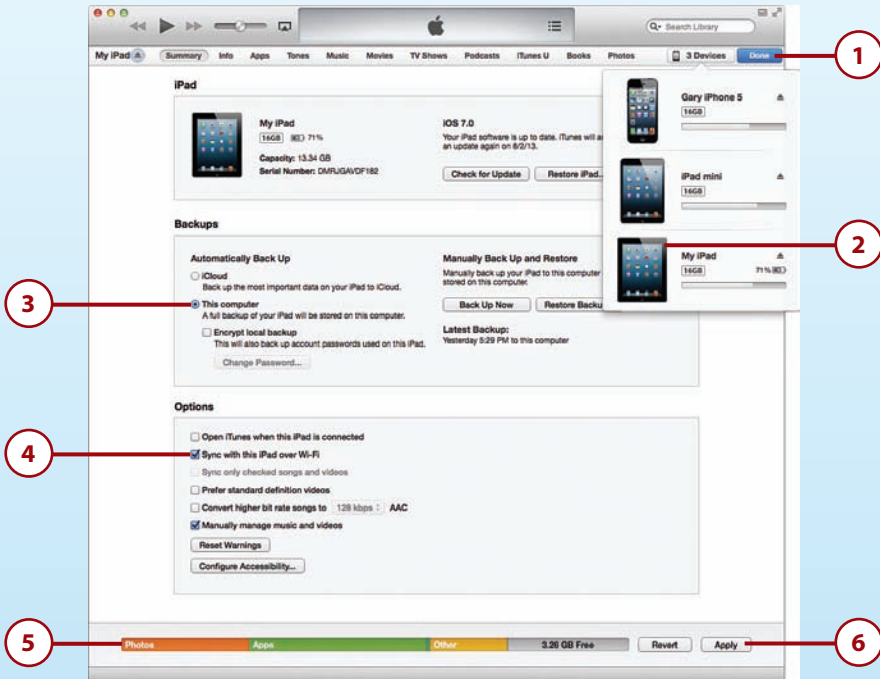 Search Library
My iPad
Summary Info Apps Tones Music Movies TV Shows Podcasts iTunes U Books Photos
3 Devices
Done
1
iPad
My iPad
16GB 71%
Capacity: 13.34 GB
Serial Number: DMRJGAVDF182
iOS 7.0
Your iPad software is up to date. iTunes will
an update again on 8/2/13.
Check for Update
Restore iPad...
Gary iPhone 5
16GB
iPad mini
16GB
My iPad
16GB 71%
2
Backups
Automatically Back Up
iCloud
Back up the most important data on your iPad to iCloud.
3
This computer
A full backup of your iPad will be stored on this computer.
Encrypt local backup
This will also back up account passwords used on this iPad.
Change Password...
Manually Back Up and Restore
Manually back up your iPad to this computer
stored on this computer.
Back Up Now
Restore Backu
Latest Backup:
Yesterday 5:29 PM to this computer
Options
Open iTunes when this iPad is connected
4
Sync with this iPad over Wi-Fi
Sync only checked songs and videos
Prefer standard definition videos
Convert higher bit rate songs to 128 kbps AAC
Manually manage music and videos
Reset Warnings
Configure Accessibility...
5
Photos Apps Other 3.26 GB Free
Revert
Apply
6